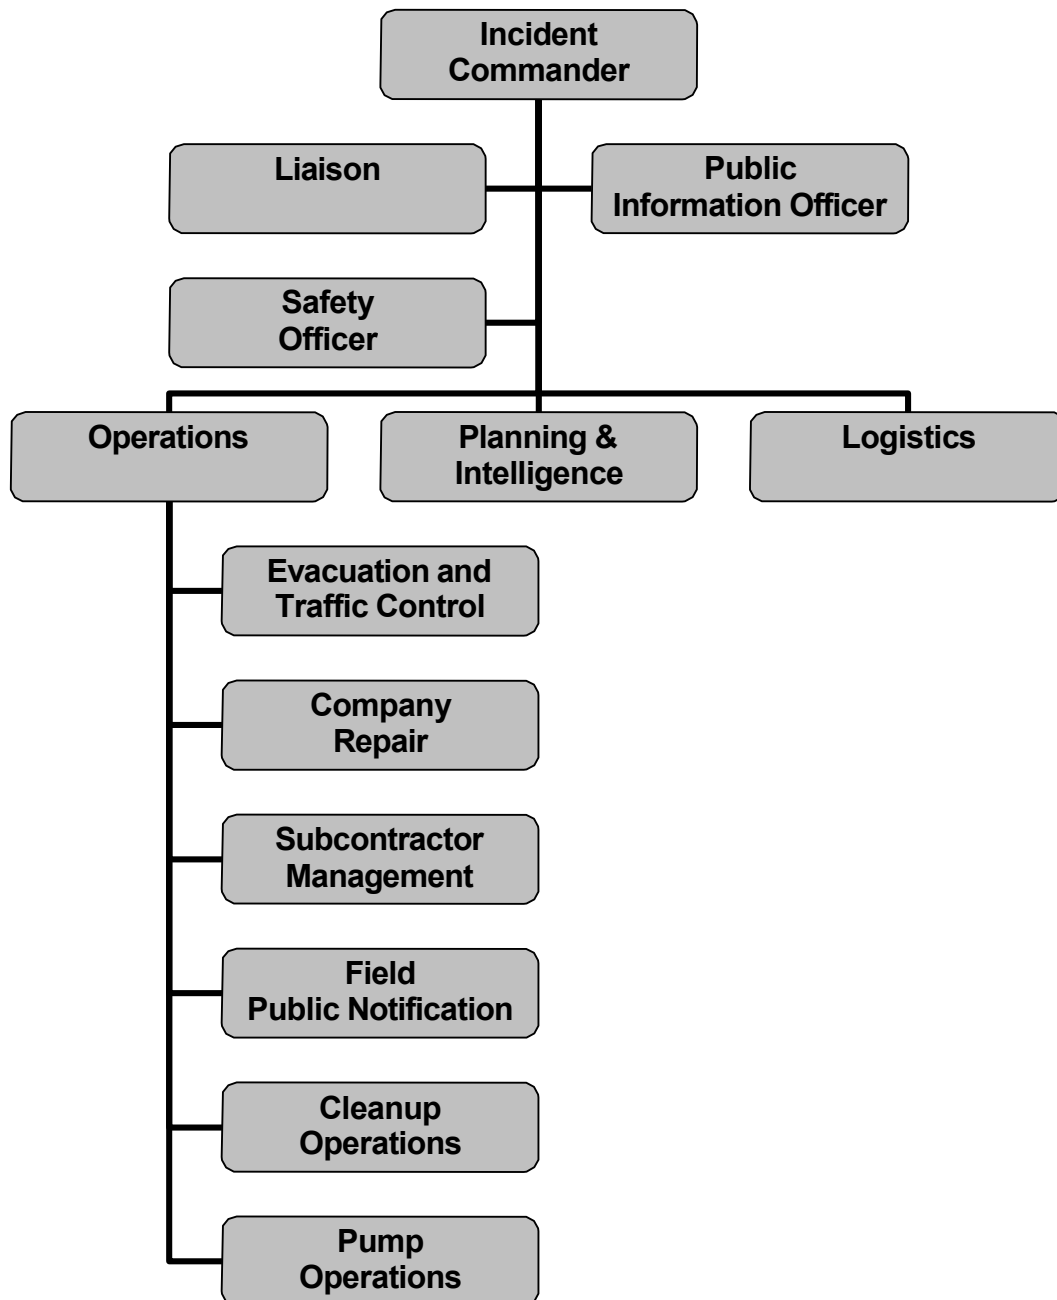 Incident
Commander
Liaison
Public
Information Officer
Safety
Officer
Operations
Planning &
Intelligence
Logistics
Evacuation and
Traffic Control
Company
Repair
Subcontractor
Management
Field
Public Notification
Cleanup
Operations
Pump
Operations